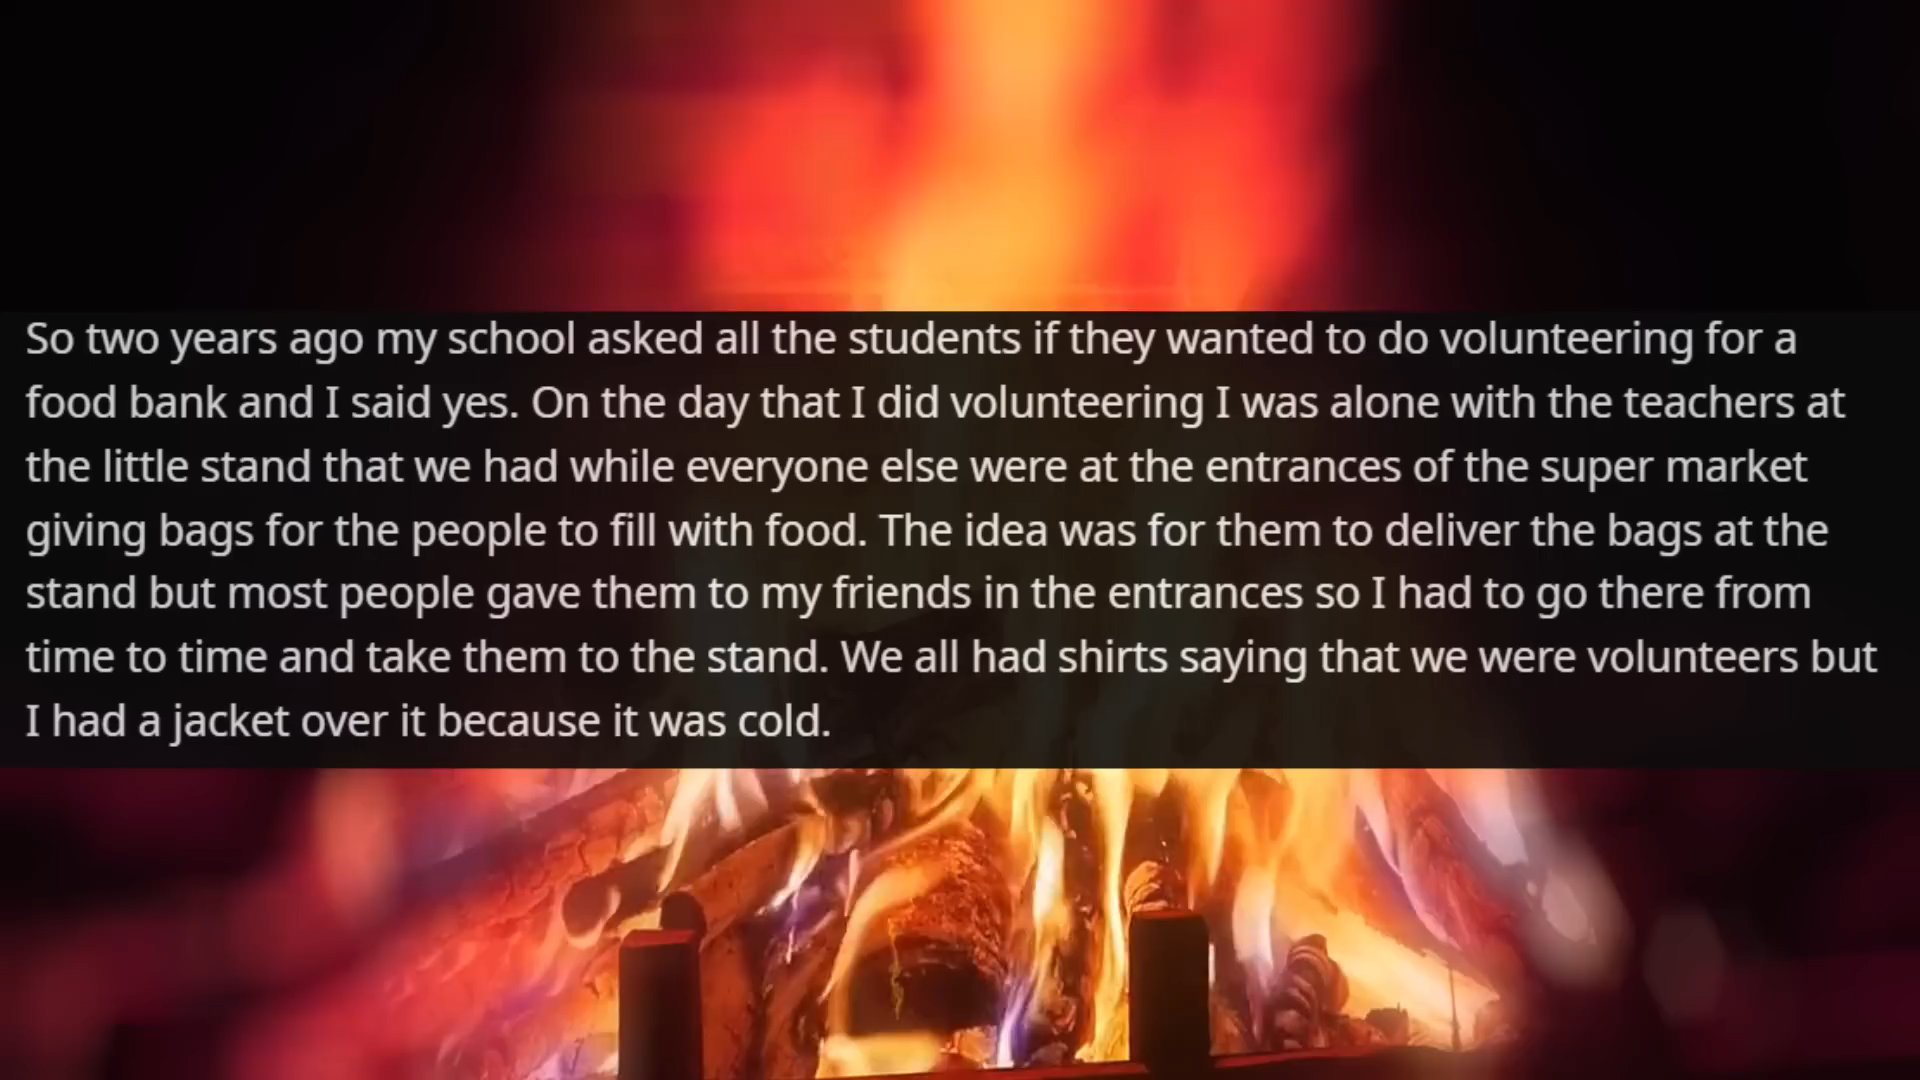 So two years ago my school asked all the students if they wanted to do volunteering for a
food bank and I said yes. On the day that I did volunteering I was alone with the teachers at
the little stand that we had while everyone else were at the entrances of the super market
giving bags for the people to fill with food. The idea was for them to deliver the bags at the
stand but most people gave them to my friends in the entrances so I had to go there from
time to time and take them to the stand. We all had shirts saying that we were volunteers but
I had a jacket over it because it was cold.